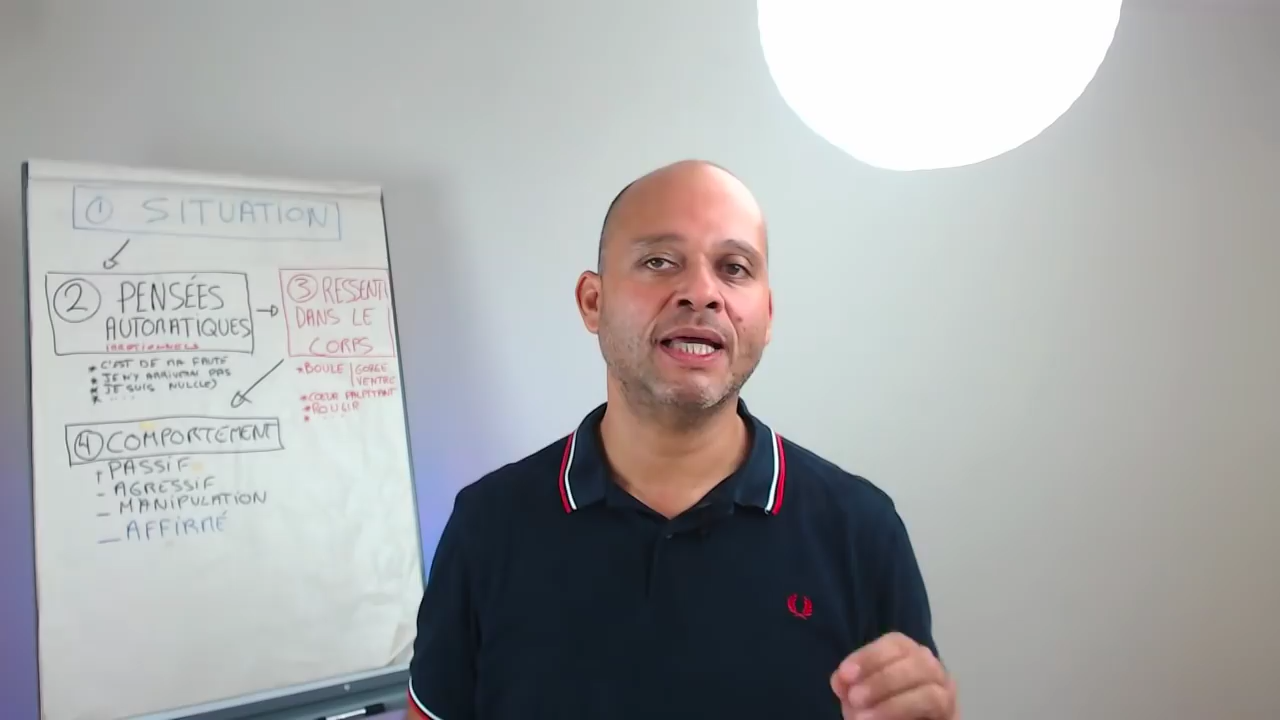 ① SITUATION
② PENSÉES
AUTOMATIQUES
IRRATIONNELS
* C'EST DE MA FAUTE
* JE N'Y ARRIVERAI PAS
* JE SUIS NUL(LE)
* ....
③ RESSENTI
DANS LE
CORPS
* BOULE | GORGE
VENTRE
* COEUR PALPITANT
* ROUGIR
④ COMPORTEMENT
PASSIF
- AGRESSIF
- MANIPULATION
- AFFIRMÉ